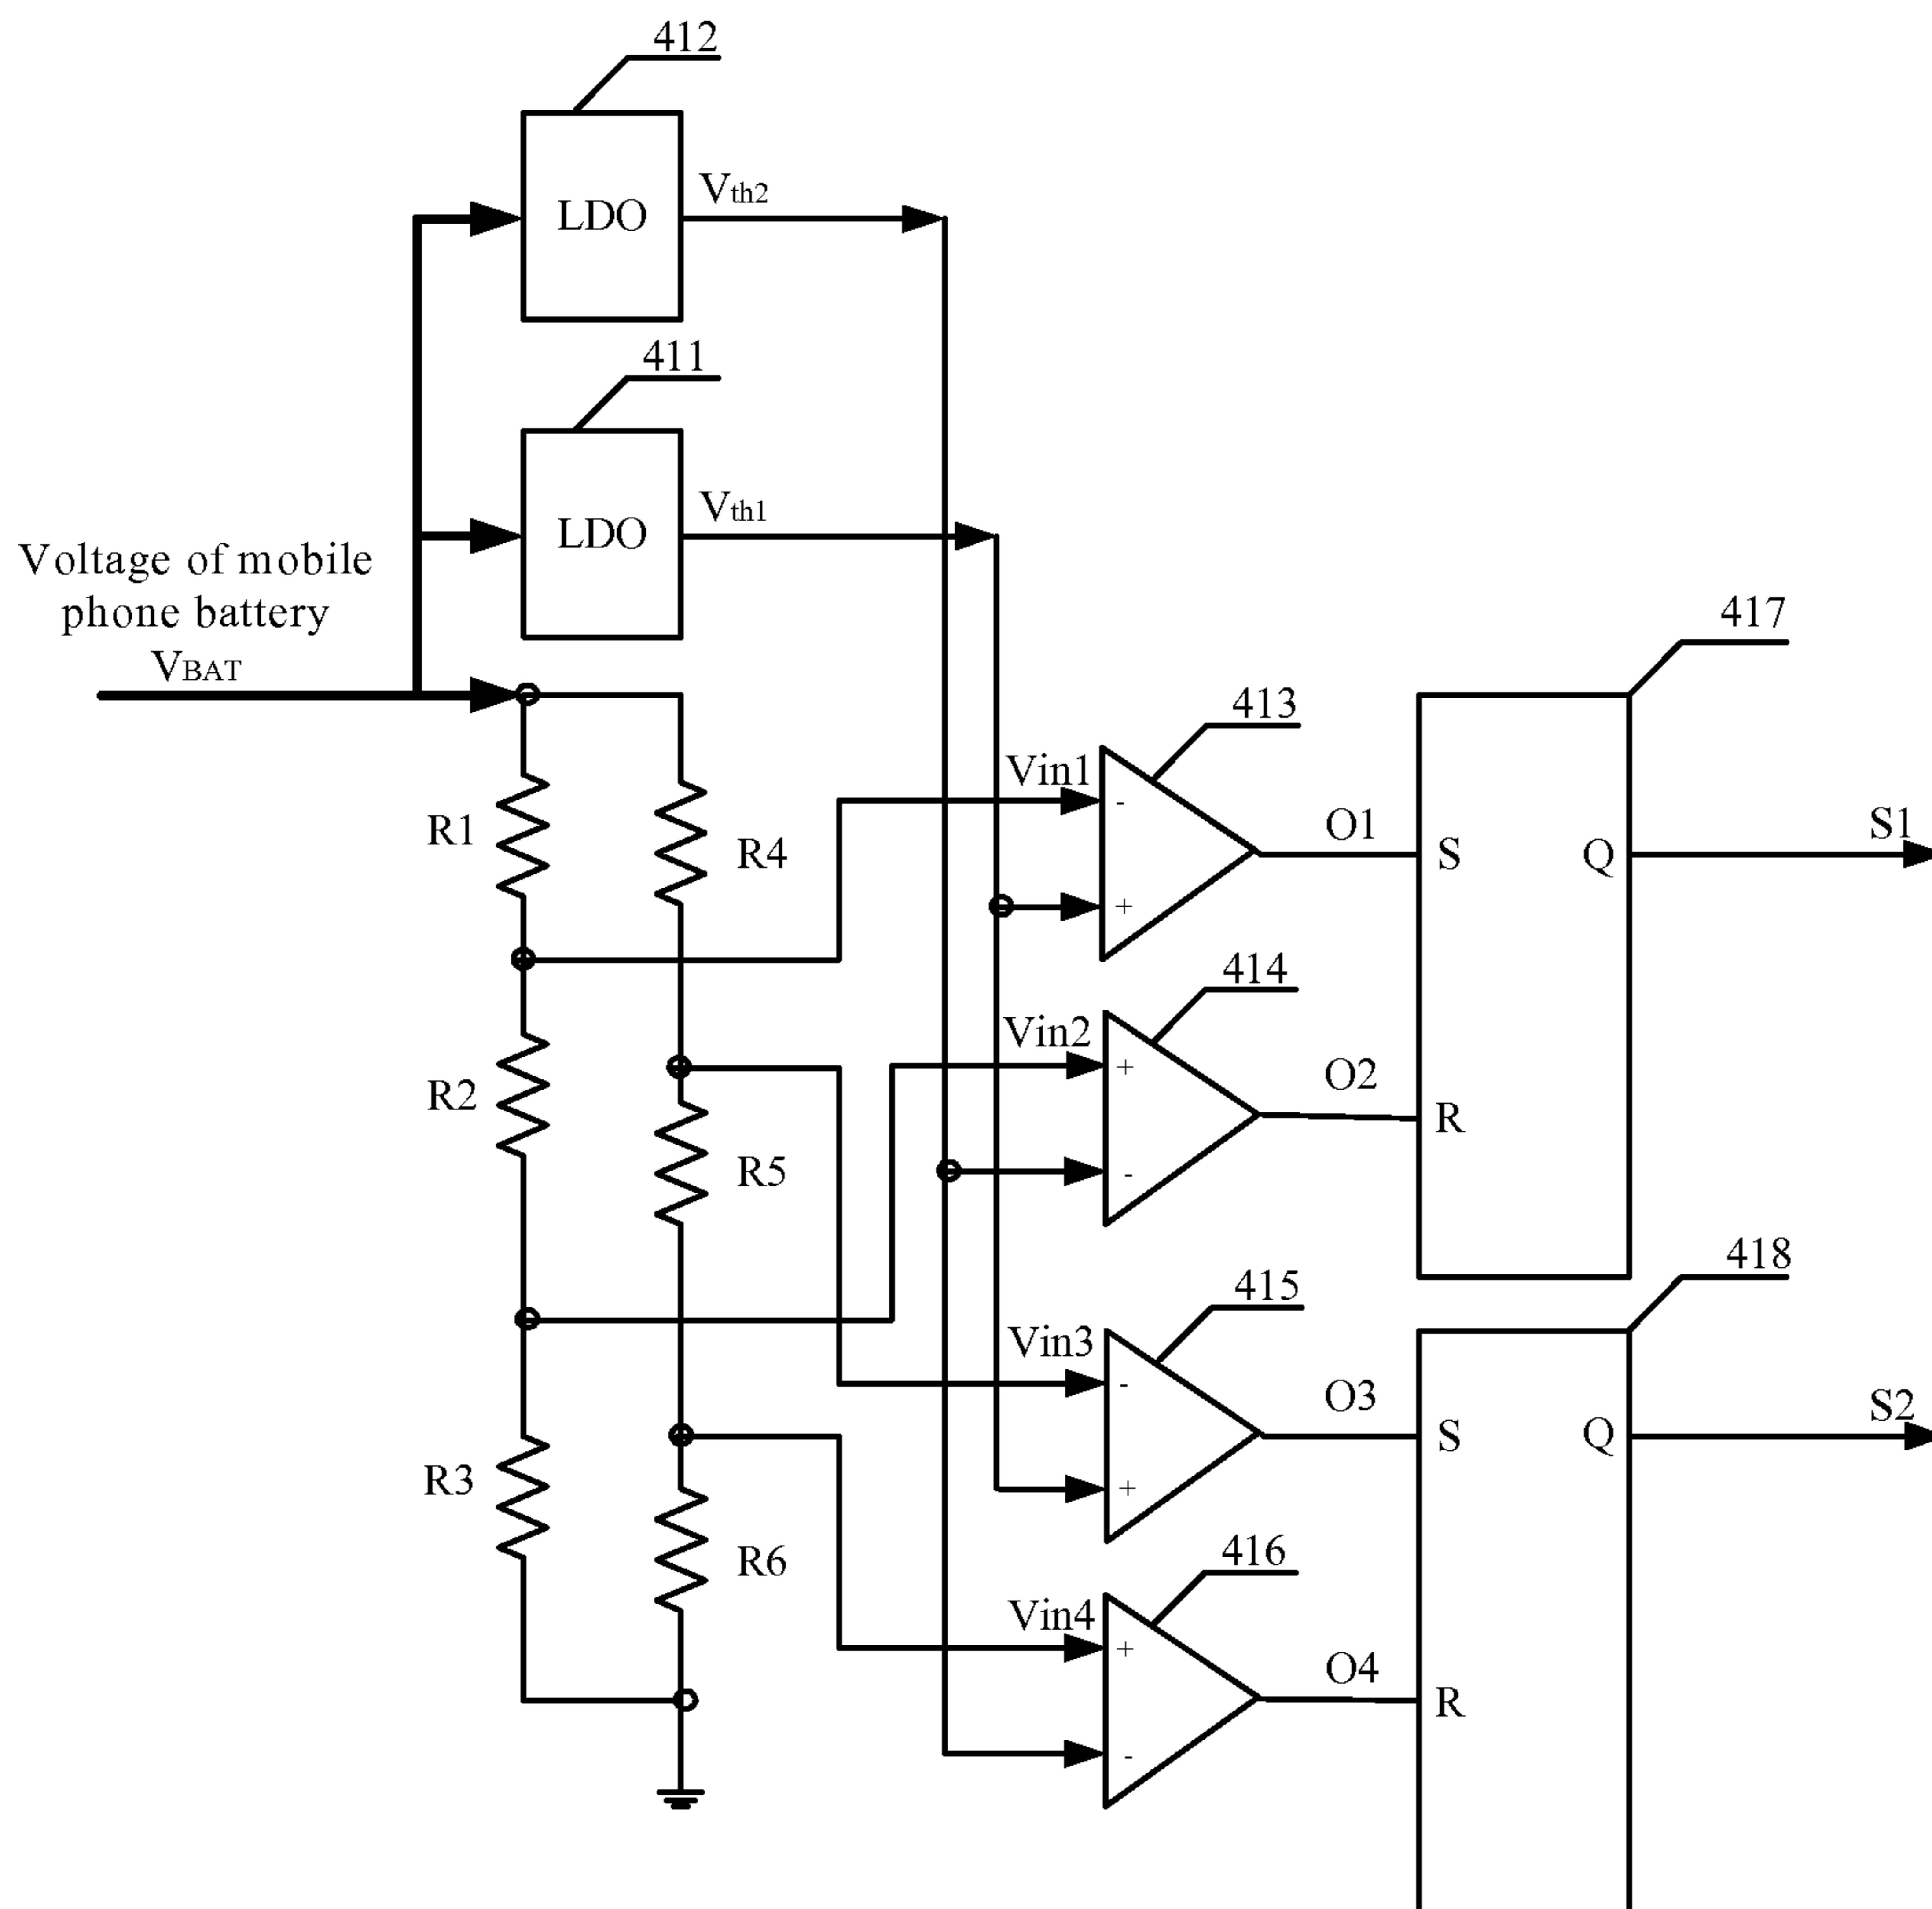 412
LDO
Vth2
411
LDO
Vth1
Voltage of mobile
phone battery
VBAT
417
413
Vin1
-
+
R1
R4
O1
S
Q
S1
414
Vin2
+
-
R2
R5
O2
R
418
415
Vin3
-
+
R3
O3
S
Q
S2
416
R6
Vin4
+
-
O4
R